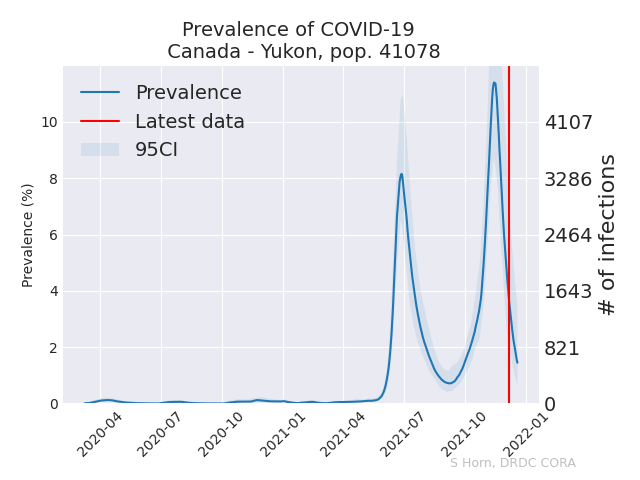 Prevalence of COVID-19
Canada - Yukon, pop. 41078
Prevalence
Latest data
95CI
Prevalence (%)
10
8
6
4
2
0
4107
3286
2464
1643
821
0
# of infections
2020-04
2020-07
2020-10
2021-01
2021-04
2021-07
2021-10
2022-01
S Horn, DRDC CORA